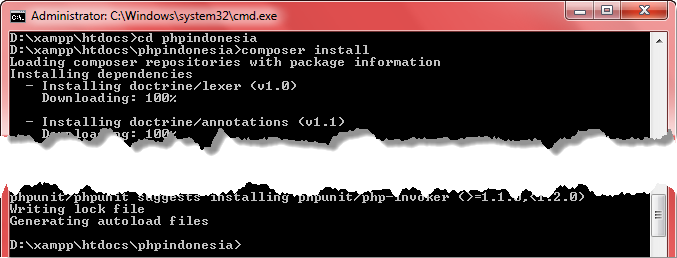 Administrator: C:\Windows\system32\cmd.exe
D:\xampp\htdocs>cd phpindonesia
D:\xampp\htdocs\phpindonesia>composer install
Loading composer repositories with package information
Installing dependencies
- Installing doctrine/lexer (v1.0)
Downloading: 100%
- Installing doctrine/annotations (v1.1)
Downloading: 100%
phpunit/phpunit suggests installing phpunit/php-invoker (>=1.1.0,<1.2.0)
Writing lock file
Generating autoload files
D:\xampp\htdocs\phpindonesia>